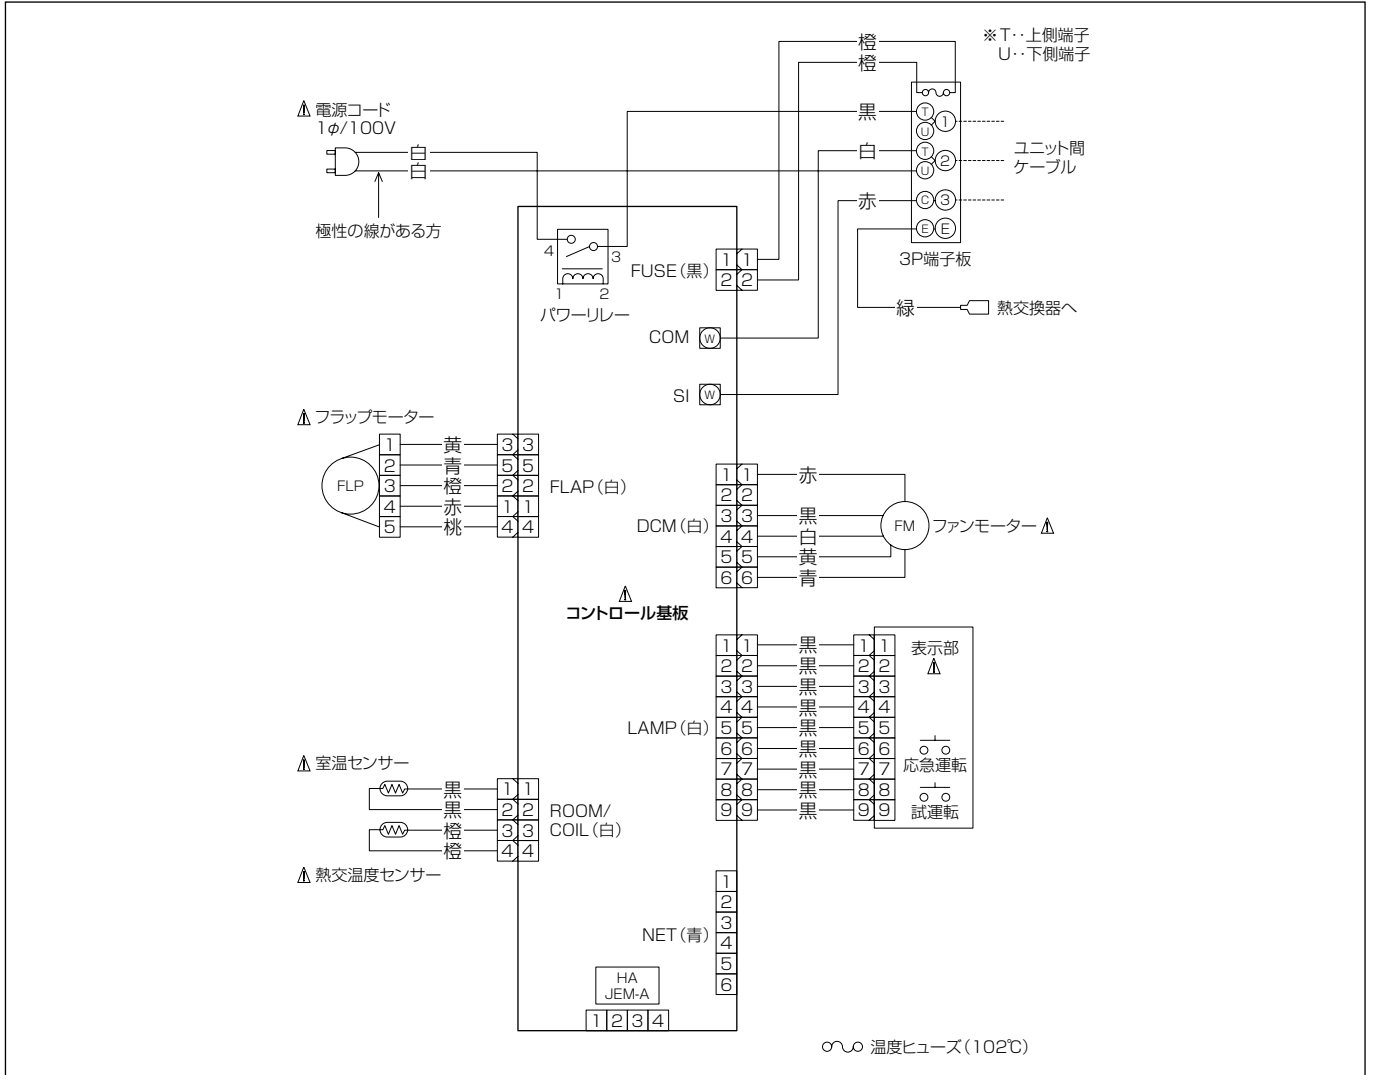 ※T‥上側端子
U‥下側端子
橙
橙
⚠ 電源コード
1φ/100V
黒
T
1
U
白
白
白
T
2
U
ユニット間
ケーブル
極性の線がある方
赤
C 3
E E
3P端子板
4
3
1 2
パワーリレー
FUSE(黒)
1 1
2 2
緑
熱交換器へ
COM W
SI W
⚠ フラップモーター
FLP
1 黄 3 3
2 青 5 5
3 橙 2 2
4 赤 1 1
5 桃 4 4
FLAP(白)
DCM(白)
1 1 赤
2 2
3 3 黒
4 4 白
5 5 黄
6 6 青
FM
ファンモーター ⚠
⚠
コントロール基板
LAMP(白)
1 1 黒 1 1
2 2 黒 2 2
3 3 黒 3 3
4 4 黒 4 4
5 5 黒 5 5
6 6 黒 6 6
7 7 黒 7 7
8 8 黒 8 8
9 9 黒 9 9
表示部
⚠
応急運転
試運転
⚠ 室温センサー
黒 1 1
黒 2 2
橙 3 3
橙 4 4
ROOM/
COIL(白)
⚠ 熱交温度センサー
NET(青)
1
2
3
4
5
6
HA
JEM-A
1 2 3 4
温度ヒューズ(102℃)